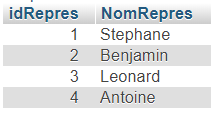 idRepres NomRepres
1 Stephane
2 Benjamin
3 Leonard
4 Antoine